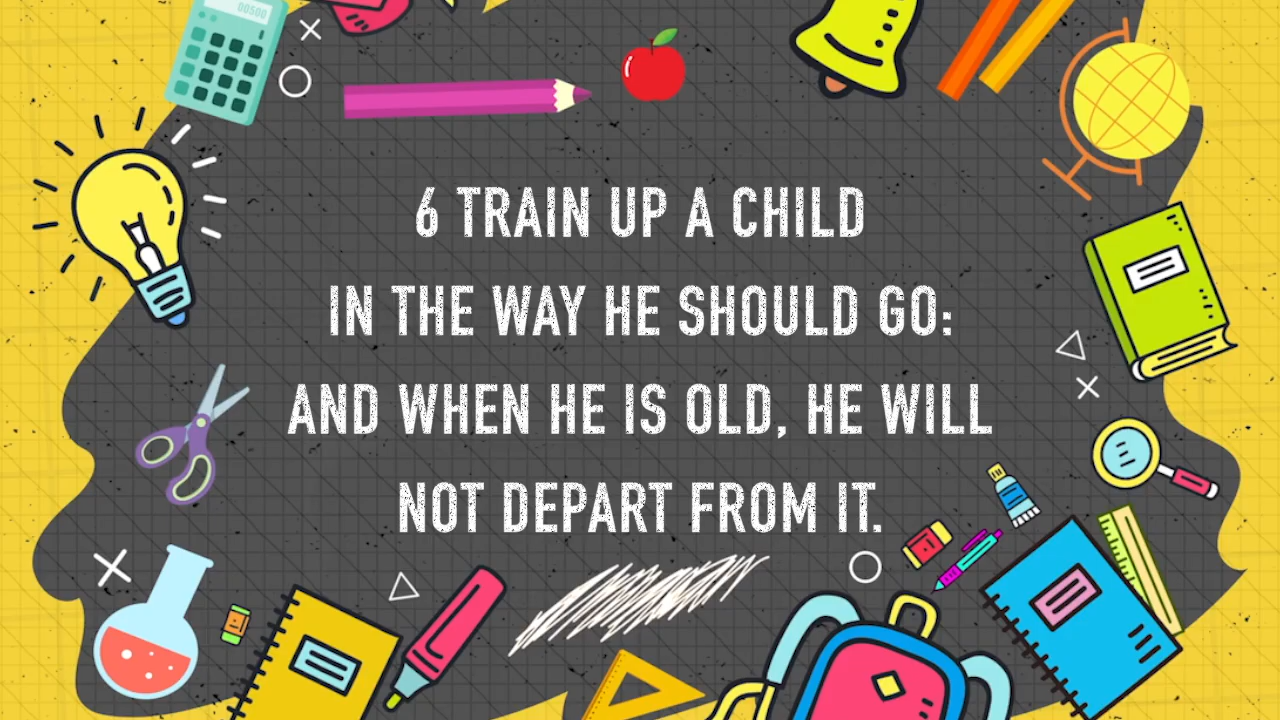 00500
6 TRAIN UP A CHILD
IN THE WAY HE SHOULD GO:
AND WHEN HE IS OLD, HE WILL
NOT DEPART FROM IT.